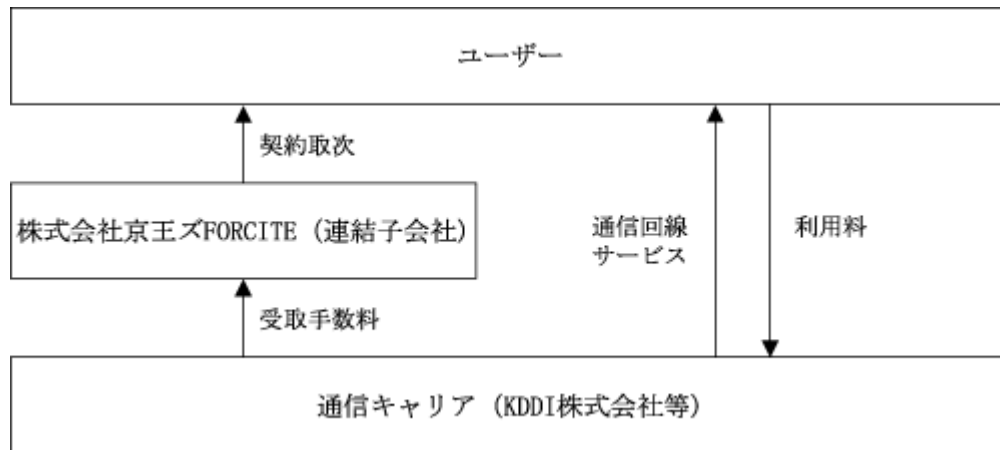 ユーザー
契約取次
株式会社京王ズFORCITE (連結子会社)
通信回線
サービス
利用料
受取手数料
通信キャリア (KDDI株式会社等)